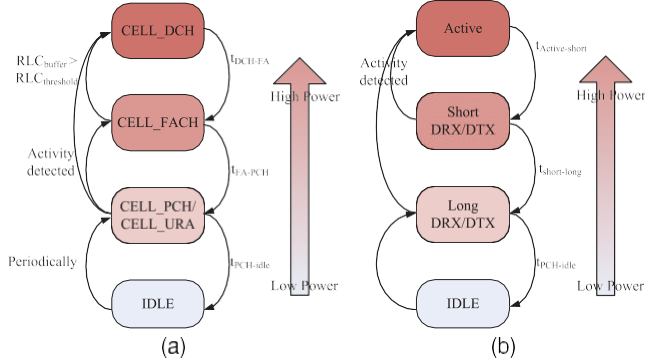 CELL_DCH
RLCbuffer >
RLCthreshold
tDCH-FA
High Power
CELL_FACH
Activity
detected
tFA-PCH
CELL_PCH/
CELL_URA
Periodically
tPCH-idle
Low Power
IDLE
(a)
Active
Activity
detected
tActive-short
High Power
Short
DRX/DTX
tshort-long
Long
DRX/DTX
tPCH-idle
Low Power
IDLE
(b)